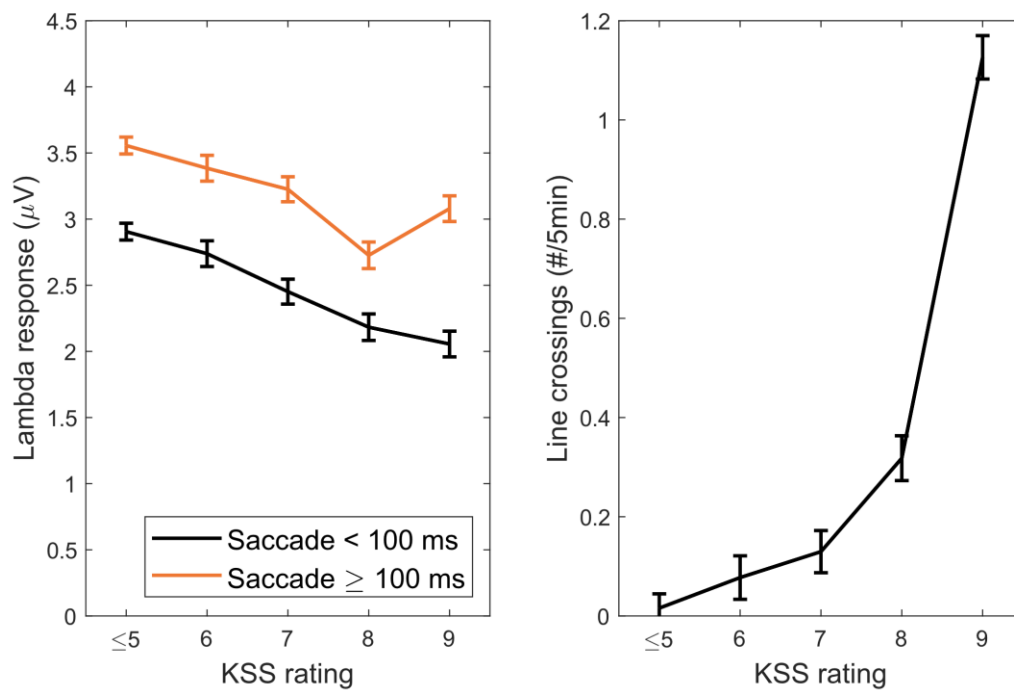 4.5
4
3.5
3
2.5
2
1.5
1
0.5
0
Lambda response (μV)
Saccade < 100 ms
Saccade ≥ 100 ms
≤5 6 7 8 9
KSS rating
1.2
1
0.8
0.6
0.4
0.2
0
Line crossings (#/5min)
≤5 6 7 8 9
KSS rating